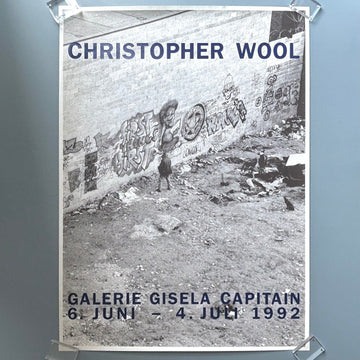 CHRISTOPHER WOOL
GALERIE GISELA CAPITAIN
6. JUNI – 4. JULI 1992